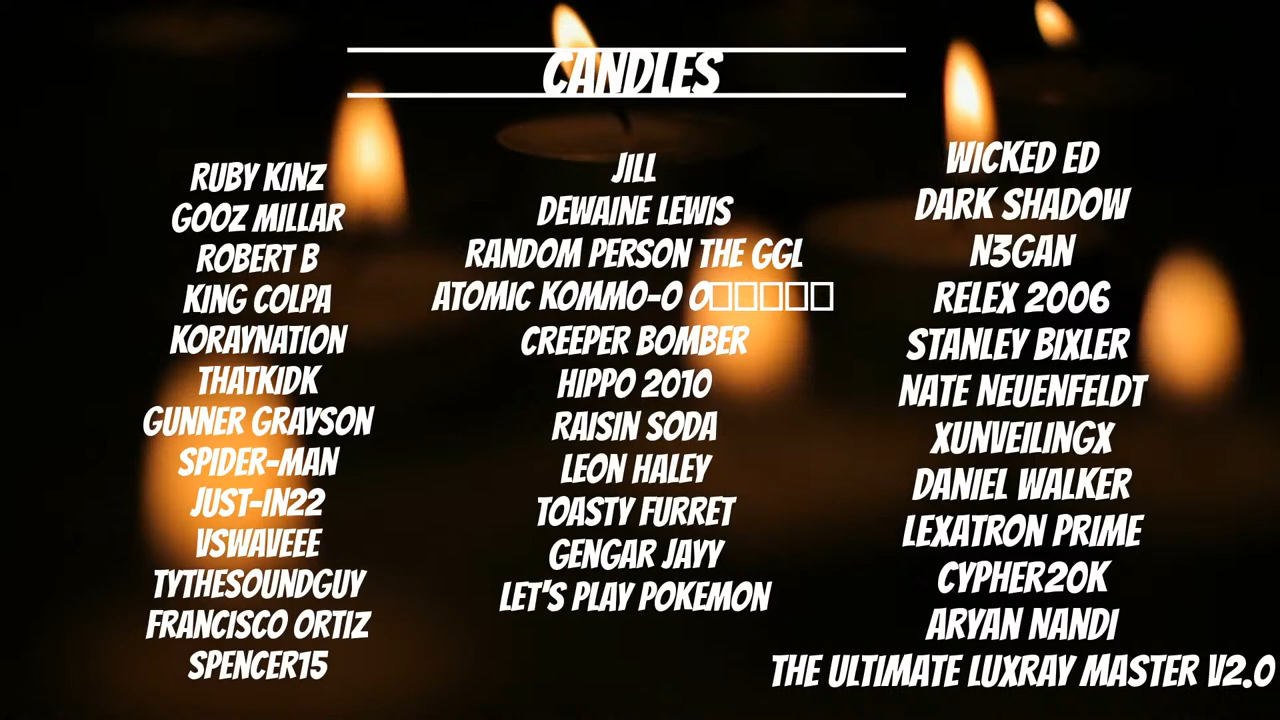 CANDLES
RUBY KINZ
GOOZ MILLAR
ROBERT B
KING COLPA
KORAYNATION
THATKIDK
GUNNER GRAYSON
SPIDER-MAN
JUST-IN22
VSWAVEEE
TYTHESOUNDGUY
FRANCISCO ORTIZ
SPENCER15
JILL
DEWAINE LEWIS
RANDOM PERSON THE GGL
ATOMIC KOMMO-O O□□□□□
CREEPER BOMBER
HIPPO 2010
RAISIN SODA
LEON HALEY
TOASTY FURRET
GENGAR JAYY
LET'S PLAY POKEMON
WICKED ED
DARK SHADOW
N3GAN
RELEX 2006
STANLEY BIXLER
NATE NEUENFELDT
XUNVEILINGX
DANIEL WALKER
LEXATRON PRIME
CYPHER20K
ARYAN NANDI
THE ULTIMATE LUXRAY MASTER V2.0